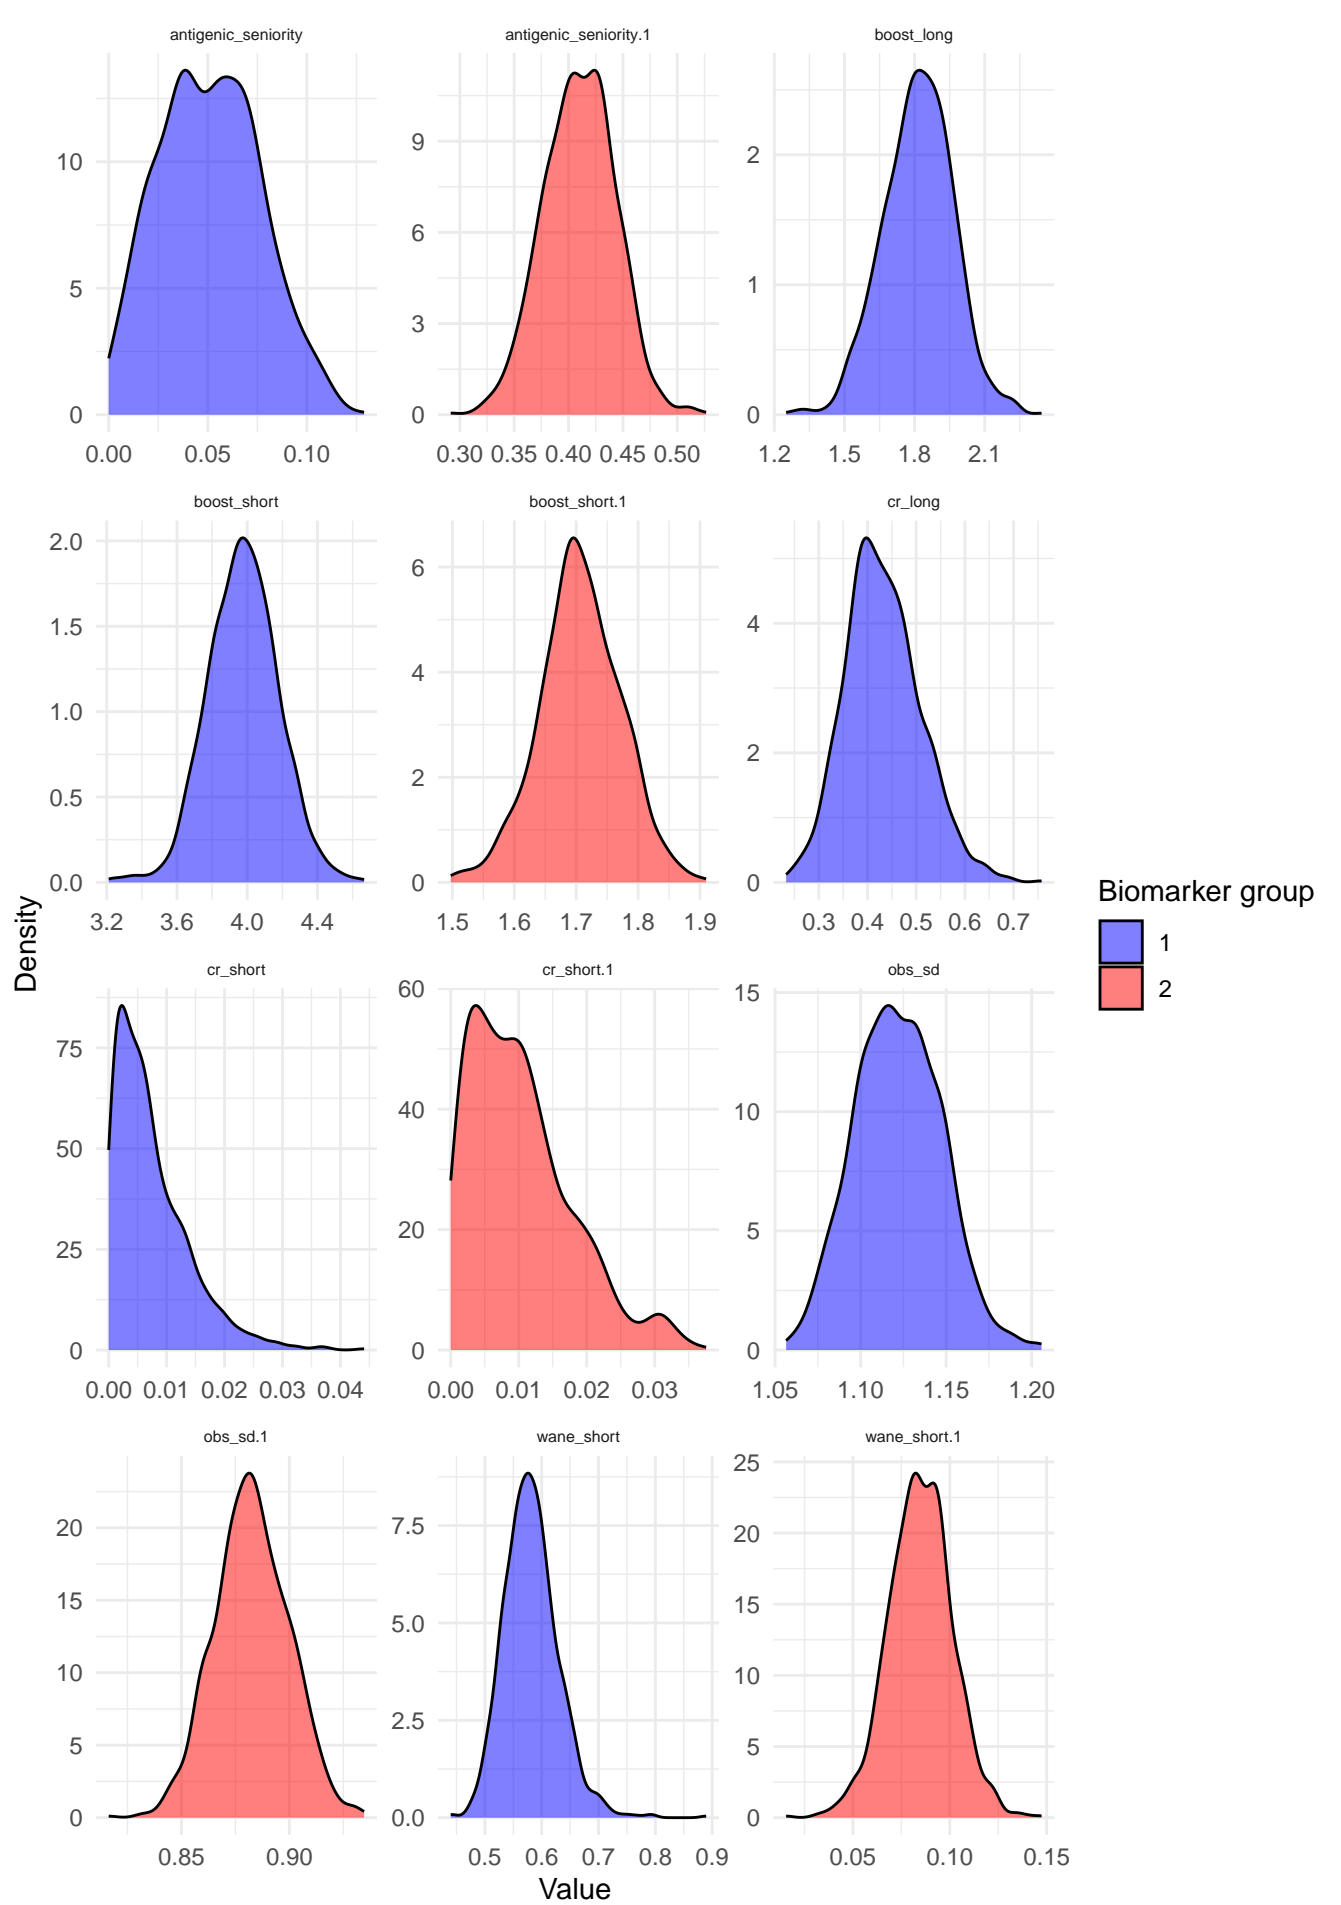 antigenic_seniority
antigenic_seniority.1
boost_long
10
5
0
0.00 0.05 0.10
9
6
3
0
0.30 0.35 0.40 0.45 0.50
2
1
0
1.2 1.5 1.8 2.1
boost_short
boost_short.1
cr_long
2.0
1.5
1.0
0.5
0.0
3.2 3.6 4.0 4.4
6
4
2
0
1.5 1.6 1.7 1.8 1.9
4
2
0
0.3 0.4 0.5 0.6 0.7
cr_short
cr_short.1
obs_sd
75
50
25
0
0.00 0.01 0.02 0.03 0.04
60
40
20
0
0.00 0.01 0.02 0.03
15
10
5
0
1.05 1.10 1.15 1.20
obs_sd.1
wane_short
wane_short.1
20
15
10
5
0
0.85 0.90
7.5
5.0
2.5
0.0
0.5 0.6 0.7 0.8 0.9
25
20
15
10
5
0
0.05 0.10 0.15
Density
Value
Biomarker group
1
2